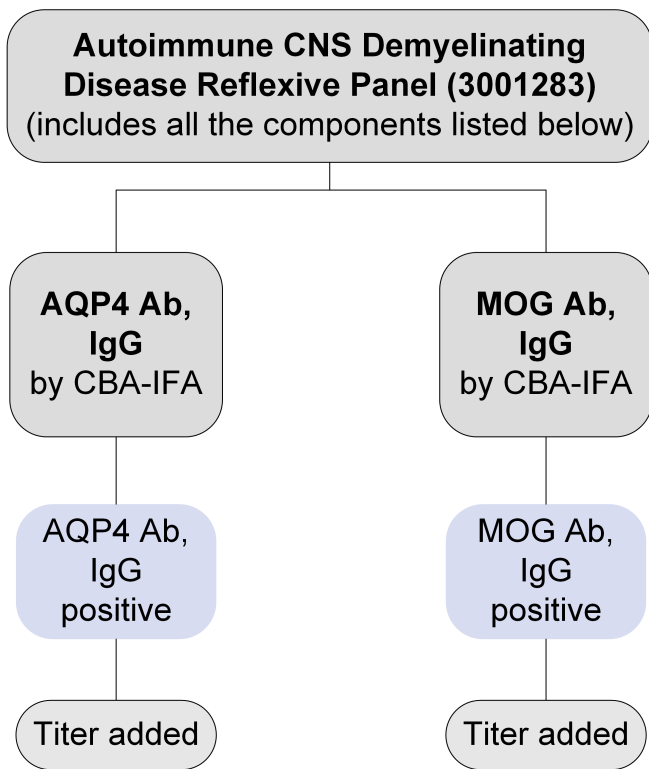 Autoimmune CNS Demyelinating
Disease Reflexive Panel (3001283)
(includes all the components listed below)
AQP4 Ab,
IgG
by CBA-IFA
MOG Ab,
IgG
by CBA-IFA
AQP4 Ab,
IgG
positive
MOG Ab,
IgG
positive
Titer added
Titer added